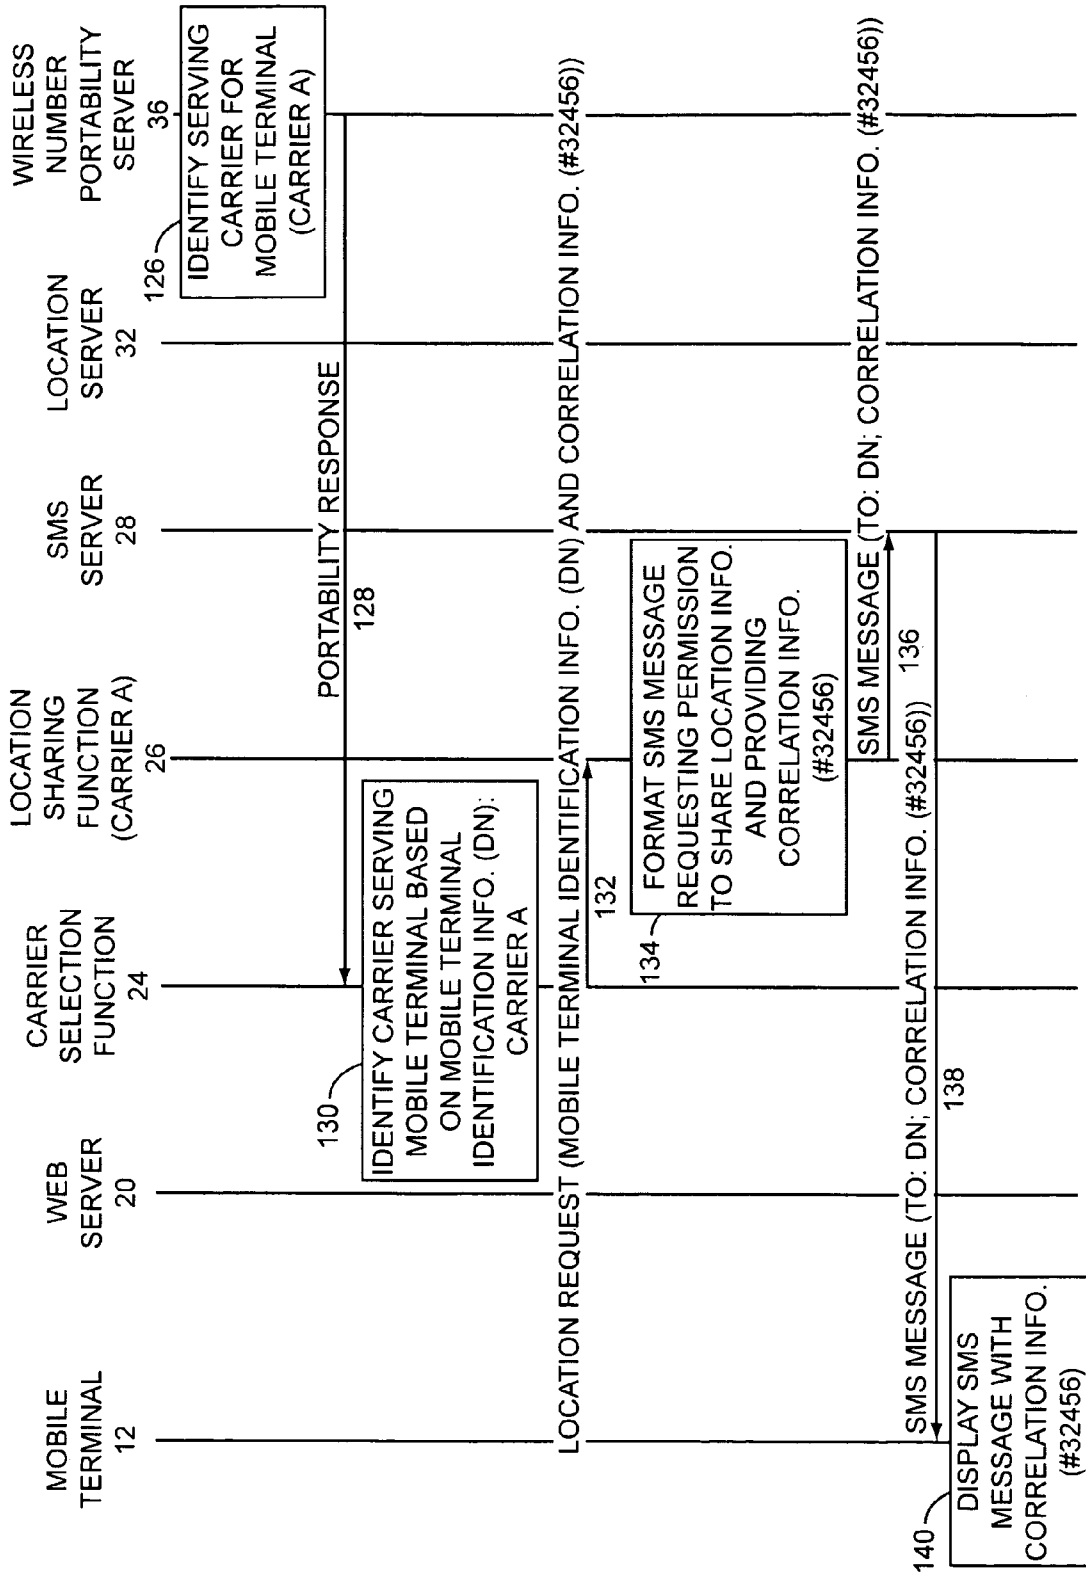 MOBILE
TERMINAL
12
WEB
SERVER
20
CARRIER
SELECTION
FUNCTION
24
LOCATION
SHARING
FUNCTION
(CARRIER A)
26
SMS
SERVER
28
LOCATION
SERVER
32
WIRELESS
NUMBER
PORTABILITY
SERVER
36
126
IDENTIFY SERVING
CARRIER FOR
MOBILE TERMINAL
(CARRIER A)
PORTABILITY RESPONSE
128
130
IDENTIFY CARRIER SERVING
MOBILE TERMINAL BASED
ON MOBILE TERMINAL
IDENTIFICATION INFO. (DN):
CARRIER A
LOCATION REQUEST (MOBILE TERMINAL IDENTIFICATION INFO. (DN) AND CORRELATION INFO. (#32456))
132
134
FORMAT SMS MESSAGE
REQUESTING PERMISSION
TO SHARE LOCATION INFO.
AND PROVIDING
CORRELATION INFO.
(#32456)
SMS MESSAGE (TO: DN; CORRELATION INFO. (#32456))
136
SMS MESSAGE (TO: DN; CORRELATION INFO. (#32456))
138
140
DISPLAY SMS
MESSAGE WITH
CORRELATION INFO.
(#32456)